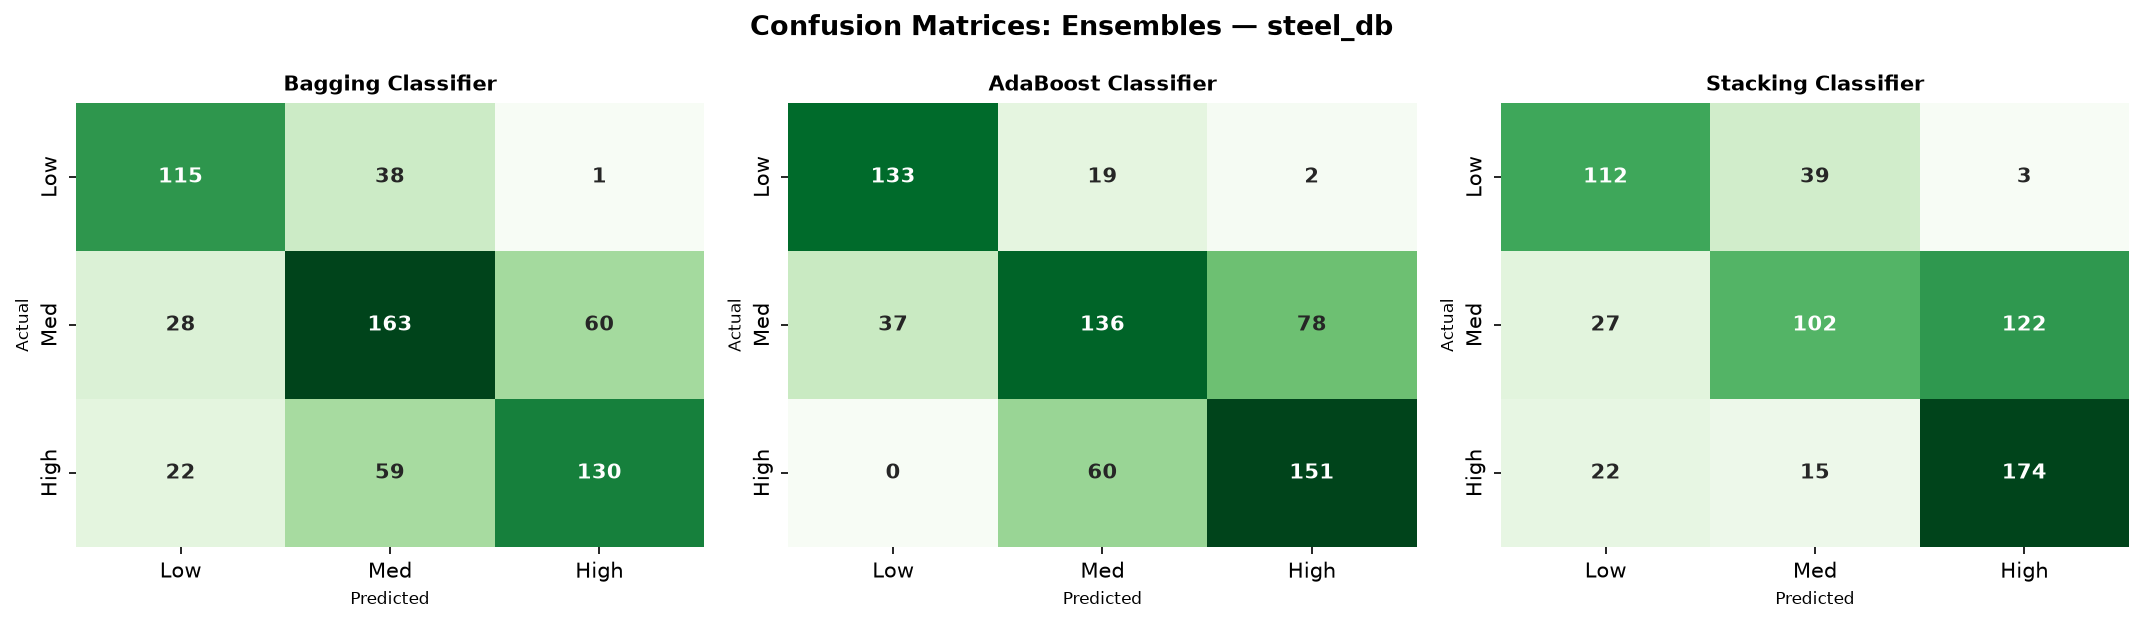 Confusion Matrices: Ensembles — steel_db
Bagging Classifier
Actual
Low
115 38 1
Med
28 163 60
High
22 59 130
Low Med High
Predicted
AdaBoost Classifier
Actual
Low
133 19 2
Med
37 136 78
High
0 60 151
Low Med High
Predicted
Stacking Classifier
Actual
Low
112 39 3
Med
27 102 122
High
22 15 174
Low Med High
Predicted